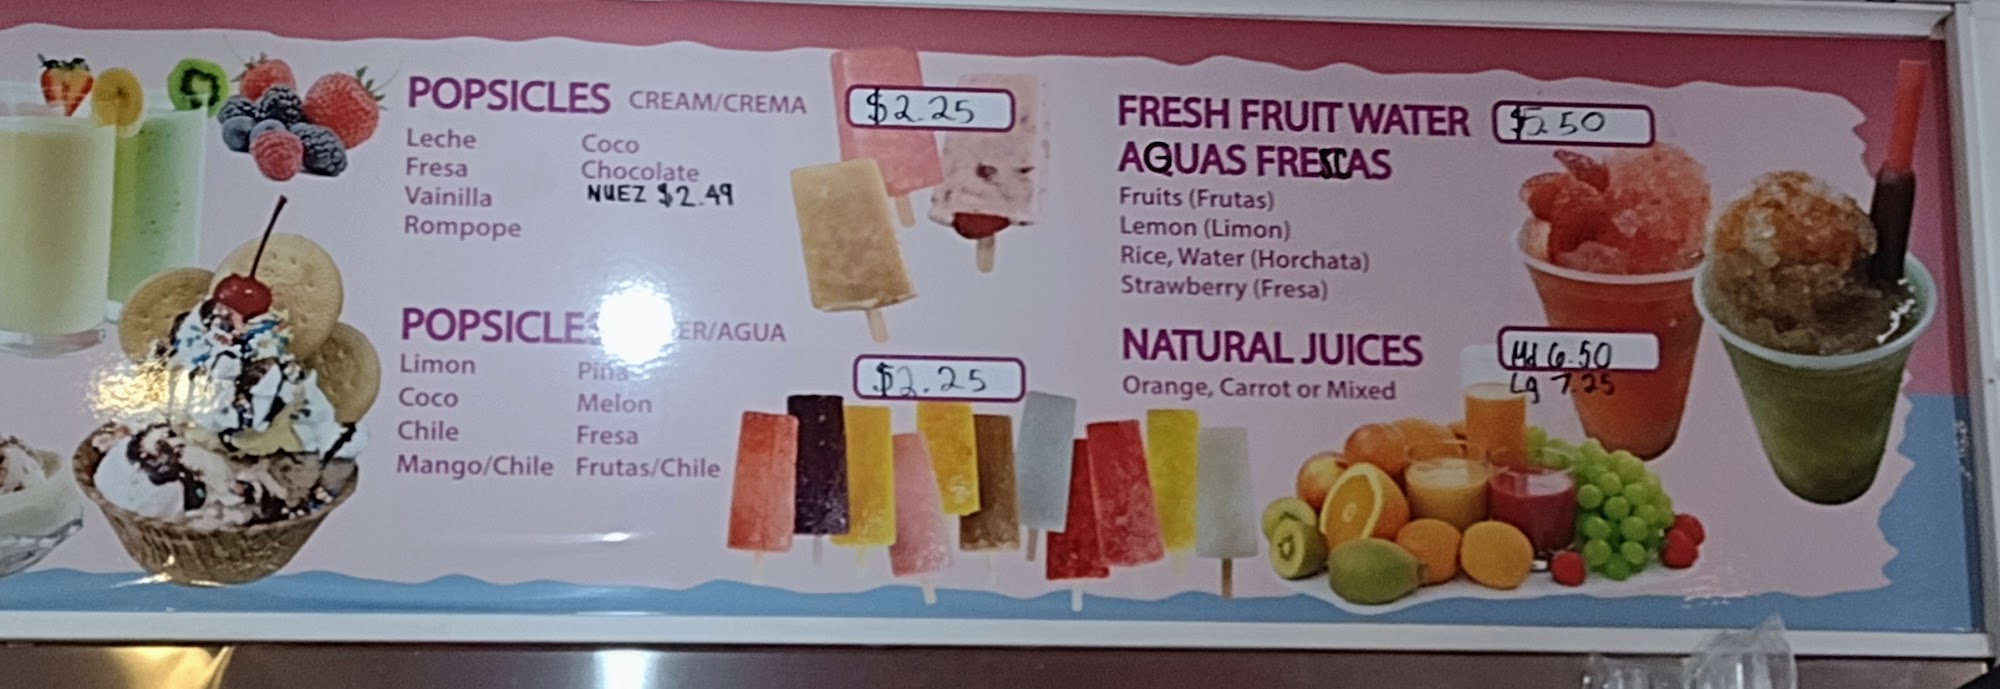 POPSICLES CREAM/CREMA $2.25
Leche Coco
Fresa Chocolate
Vainilla NUEZ $2.49
Rompope
POPSICLES ER/AGUA
Limon Piña $2.25
Coco Melon
Chile Fresa
Mango/Chile Frutas/Chile
FRESH FRUIT WATER $5.50
AQUAS FRESCAS
Fruits (Frutas)
Lemon (Limon)
Rice, Water (Horchata)
Strawberry (Fresa)
NATURAL JUICES Md 6.50
Orange, Carrot or Mixed Lg 7.25